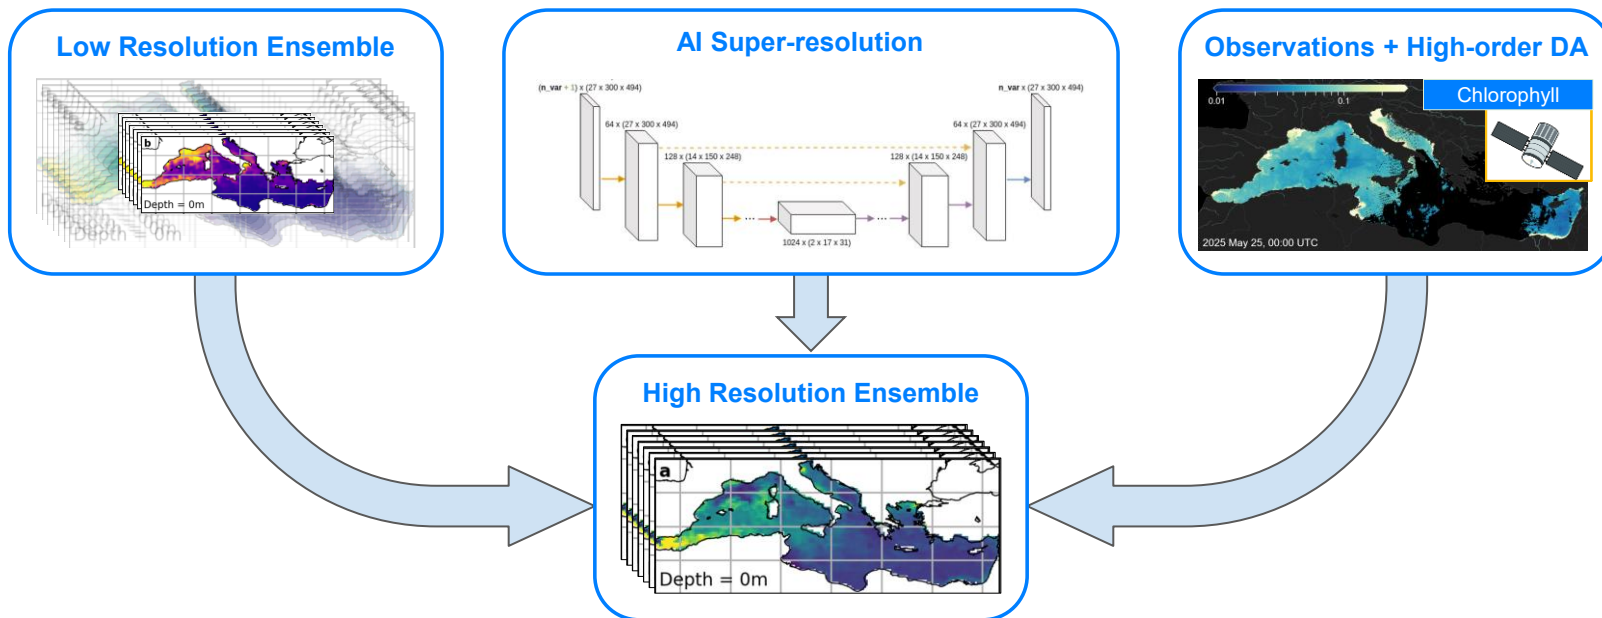 Low Resolution Ensemble
b
Depth = 0m
Depth = 0m
AI Super-resolution
(n_var + 1) x (27 x 300 x 494)
64 x (27 x 300 x 494)
128 x (14 x 150 x 248)
...
1024 x (2 x 17 x 31)
...
128 x (14 x 150 x 248)
64 x (27 x 300 x 494)
n_var x (27 x 300 x 494)
Observations + High-order DA
0.01
0.1
Chlorophyll
2025 May 25, 00:00 UTC
High Resolution Ensemble
a
Depth = 0m